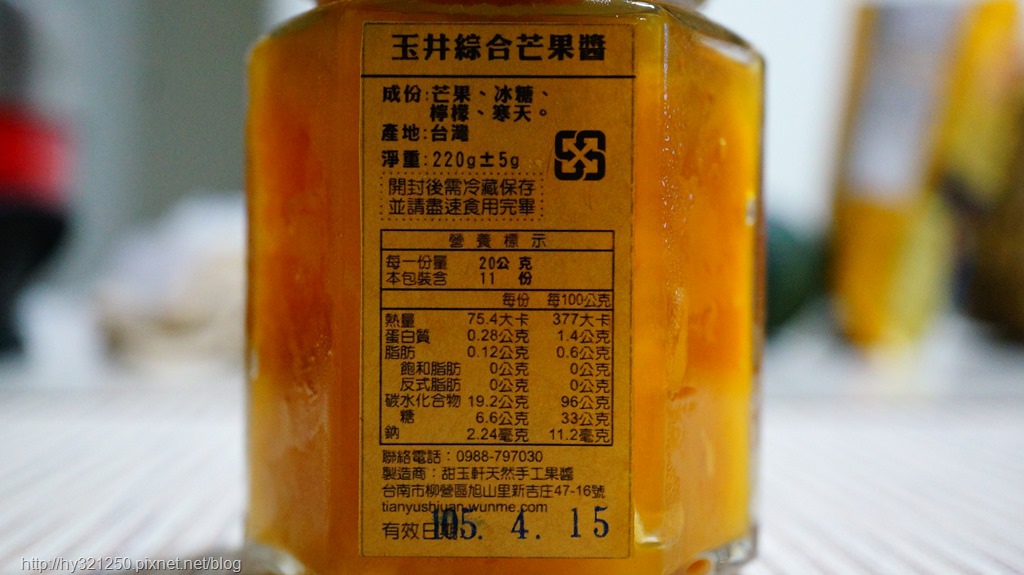 玉井綜合芒果醬
成份:芒果、冰糖、
檸檬、寒天。
產地:台灣
淨重:220g±5g
開封後需冷藏保存
並請盡速食用完畢
營養標示
每一份量 20公克
本包裝含 11 份
每份 每100公克
熱量 75.4大卡 377大卡
蛋白質 0.28公克 1.4公克
脂肪 0.12公克 0.6公克
飽和脂肪 0公克 0公克
反式脂肪 0公克 0公克
碳水化合物 19.2公克 96公克
糖 6.6公克 33公克
鈉 2.24毫克 11.2毫克
聯絡電話：0988-797030
製造商：甜玉軒天然手工果醬
台南市柳營區旭山里新吉庄47-16號
tianyushiuan.wunme.com
有效日期 105. 4. 15
http://hy321250.pixnet.net/blog